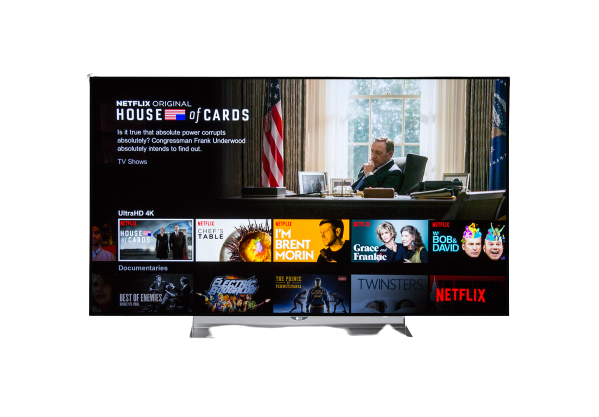 NETFLIX ORIGINAL
HOUSE of CARDS
Is it true that absolute power corrupts
absolutely? Congressman Frank Underwood
absolutely intends to find out.
TV Shows
UltraHD 4K
NETFLIX
HOUSE of CARDS
NETFLIX
CHEF'S TABLE
NETFLIX
I'M BRENT MORIN
NETFLIX
Grace and Frankie
NETFLIX
W/ BOB & DAVID
Documentaries
BEST OF ENEMIES
ELECTRIC BOOGALOO
THE PRINCE OF PENNSYLVANIA
TWINSTERS
NETFLIX